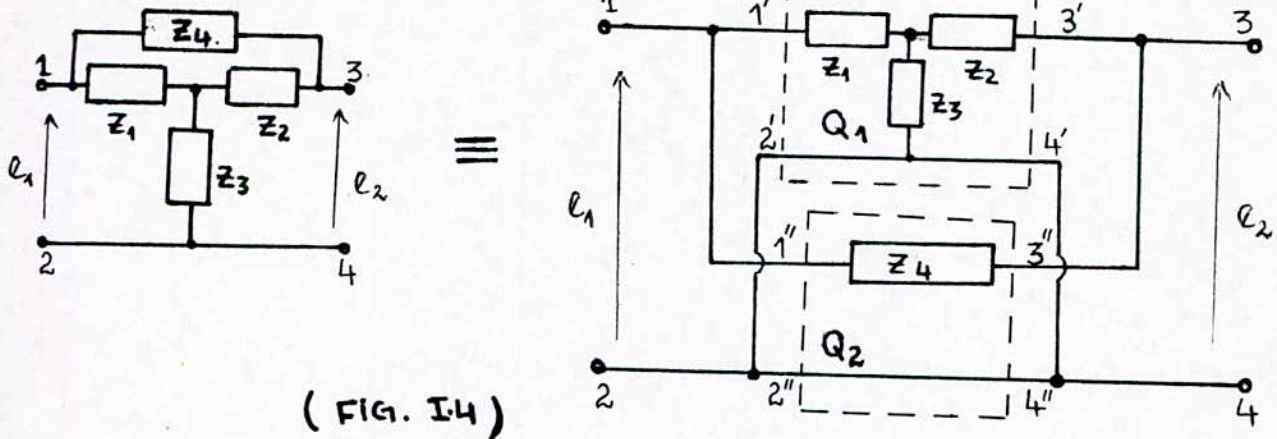 Z4.
1 3
Z1 Z2
Z3
e1 e2
2 4
≡
1 1' 3' 3
Z1 Z2
Z3
Q1
2' 4'
e1 e2
1" 3"
Z4
Q2
2 2" 4" 4
( FIG. I.4 )